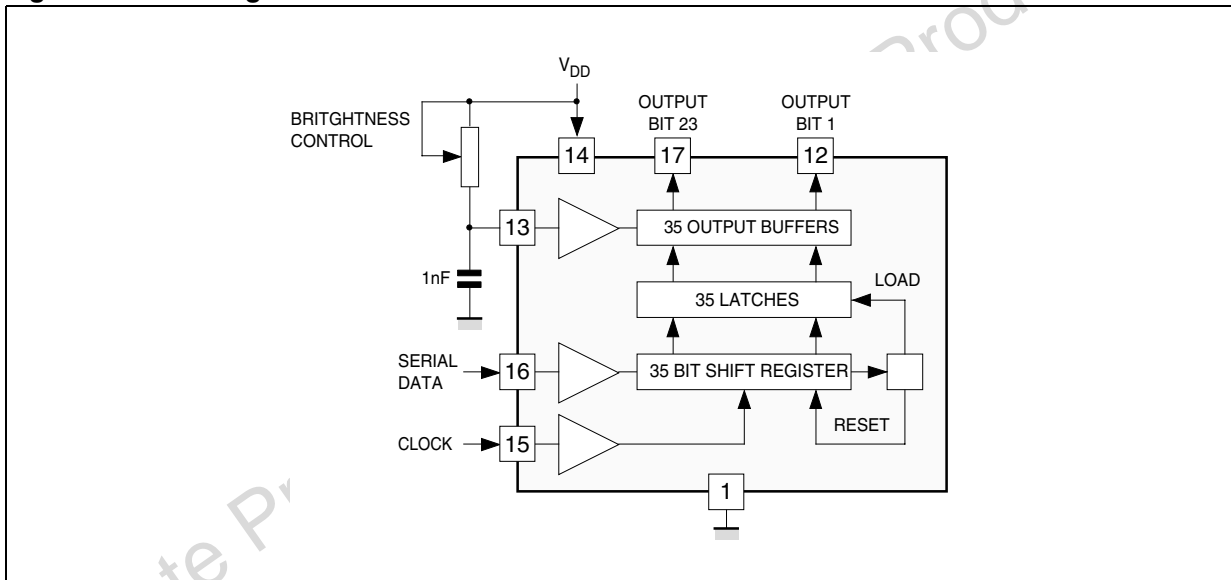 V_DD
BRITGHTNESS
CONTROL
OUTPUT
BIT 23
OUTPUT
BIT 1
14
17
12
13
35 OUTPUT BUFFERS
1nF
LOAD
35 LATCHES
SERIAL
DATA
16
35 BIT SHIFT REGISTER
RESET
CLOCK
15
1